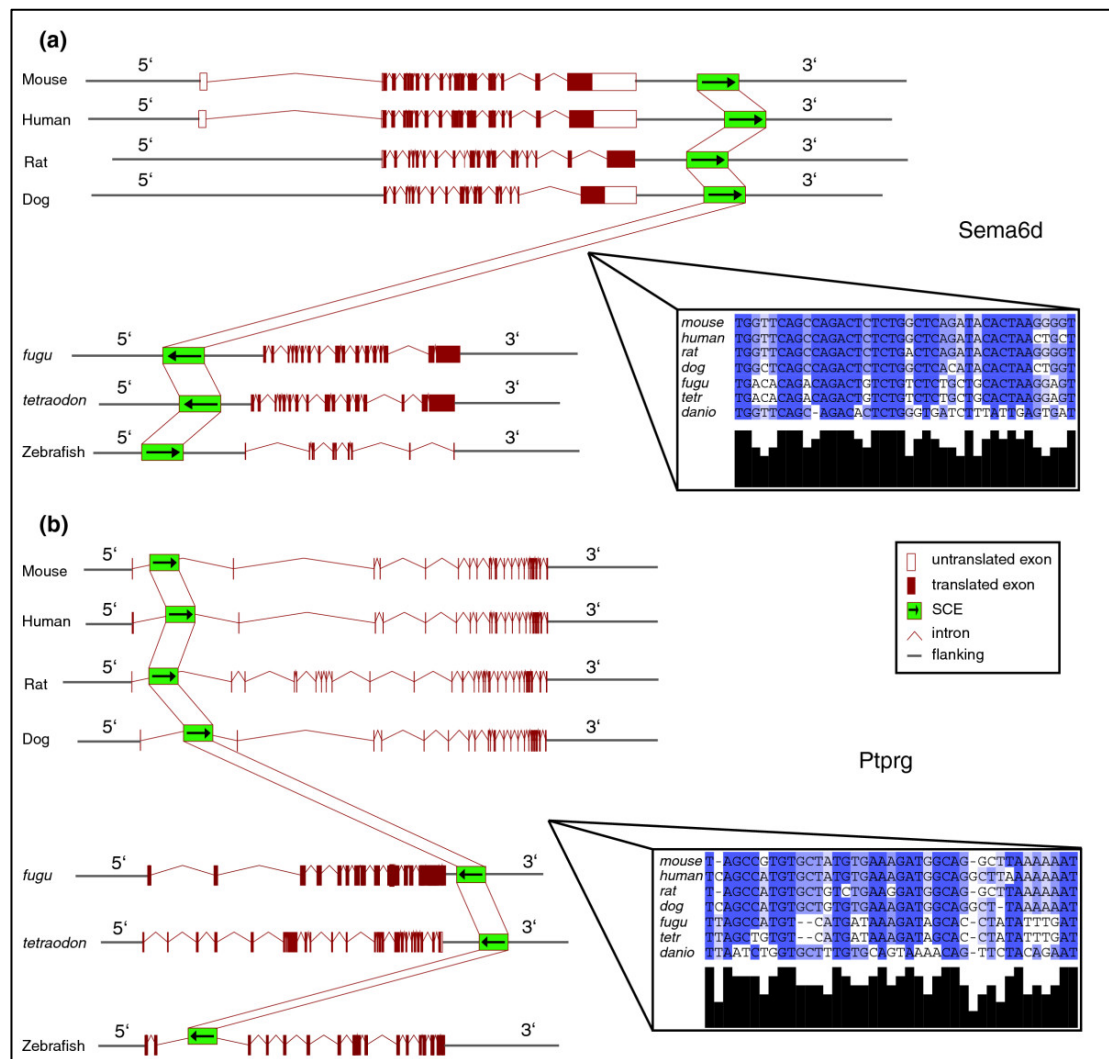 (a)
Mouse 5‘ 3‘
Human 5‘ 3‘
Rat 5‘ 3‘
Dog 5‘ 3‘
Sema6d
fugu 5‘ 3‘
tetraodon 5‘ 3‘
Zebrafish 5‘ 3‘
mouse TGGTTCAGCCAGACTCTCTGGCTCAGATACACTAAGGGGT
human TGGTTCAGCCAGACTCTCTGGCTCAGATACACTAACTGCT
rat TGGTTCAGCCAGACTCTCTGACTCAGATACACTAAGGGGT
dog TGGCTCAGCCAGACTCTCTGGCTCACATACACTAACTGGT
fugu TGACACAGACAGACTGTCTGTCTCTGCTGCACTAAGGAGT
tetr TGACACAGACAGACTGTCTGTCTCTGCTGCACTAAGGAGT
danio TGGTTCAGC-AGACACTCTGGGTGATCTTTATTGAGTGAT
(b)
Mouse 5‘ 3‘
Human 5‘ 3‘
Rat 5‘ 3‘
Dog 5‘ 3‘
untranslated exon
translated exon
SCE
intron
flanking
Ptprg
fugu 5‘ 3‘
tetraodon 5‘ 3‘
Zebrafish 5‘ 3‘
mouse T-AGCCGTGTGCTATGTGAAAGATGGCAG-GCTTAAAAAAT
human TCAGCCATGTGCTATGTGAAAGATGGCAGGCTTAAAAAAAT
rat T-AGCCATGTGCTGTCTGAAGGATGGCAG-GCTTAAAAAAT
dog TCAGCCATGTGCTGTGTGAAAGATGGCAGGCT-TAAAAAAT
fugu TTAGCCATGT--CATGATAAAGATAGCAC-CTATATTTGAT
tetr TTAGCTGTGT--CATGATAAAGATAGCAC-CTATATTTGAT
danio TTAATCTGGTGCTTTGTGCAGTAAAACAG-TTCTACAGAAT